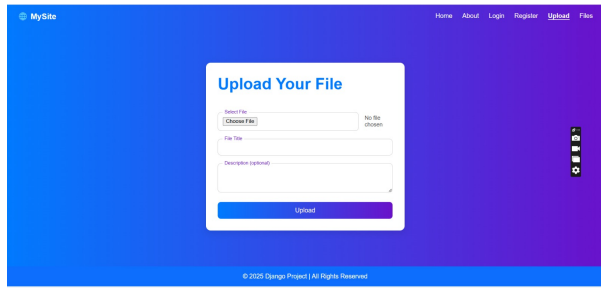 MySite
Home About Login Register Upload Files
Upload Your File
Select File
Choose File
No file
chosen
File Title
Description (optional)
Upload
© 2025 Django Project | All Rights Reserved